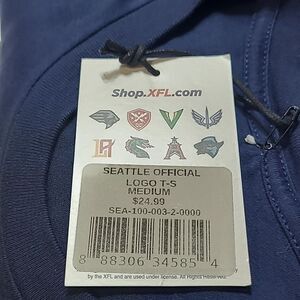 Shop.XFL.com
SEATTLE OFFICIAL
LOGO T-S
MEDIUM
$24.99
SEA-100-003-2-0000
8 88306 34585 4
by the XFL and are used under license. All Rights Reserved.